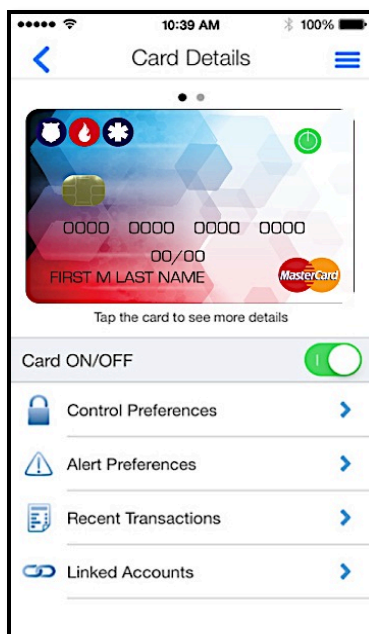 10:39 AM
100%
Card Details
0000 0000 0000 0000
00/00
FIRST M LAST NAME
MasterCard
Tap the card to see more details
Card ON/OFF
Control Preferences
Alert Preferences
Recent Transactions
Linked Accounts